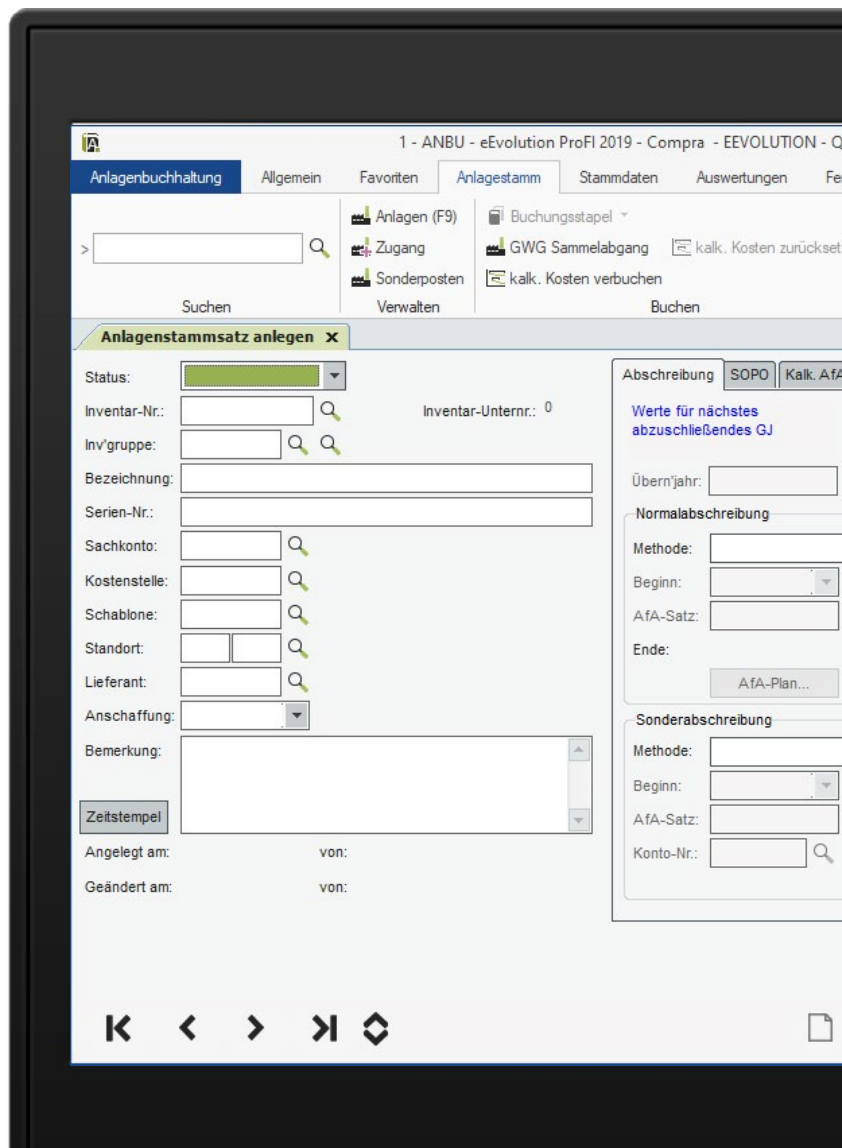 1 - ANBU - eEvolution ProFI 2019 - Compra - EEVOLUTION - Q
Anlagenbuchhaltung Allgemein Favoriten Anlagestamm Stammdaten Auswertungen Fe
Anlagen (F9) Buchungsstapel
> Zugang GWG Sammelabgang kalk. Kosten zurückset
Sonderposten kalk. Kosten verbuchen
Suchen Verwalten Buchen
Anlagenstammsatz anlegen X
Status:
Inventar-Nr.: Inventar-Unternr.: 0
Inv'gruppe:
Bezeichnung:
Serien-Nr.:
Sachkonto:
Kostenstelle:
Schablone:
Standort:
Lieferant:
Anschaffung:
Bemerkung:
Zeitstempel
Angelegt am: von:
Geändert am: von:
Abschreibung SOPO Kalk. AfA
Werte für nächstes
abzuschließendes GJ
Übern'jahr:
Normalabschreibung
Methode:
Beginn:
AfA-Satz:
Ende:
AfA-Plan...
Sonderabschreibung
Methode:
Beginn:
AfA-Satz:
Konto-Nr.: